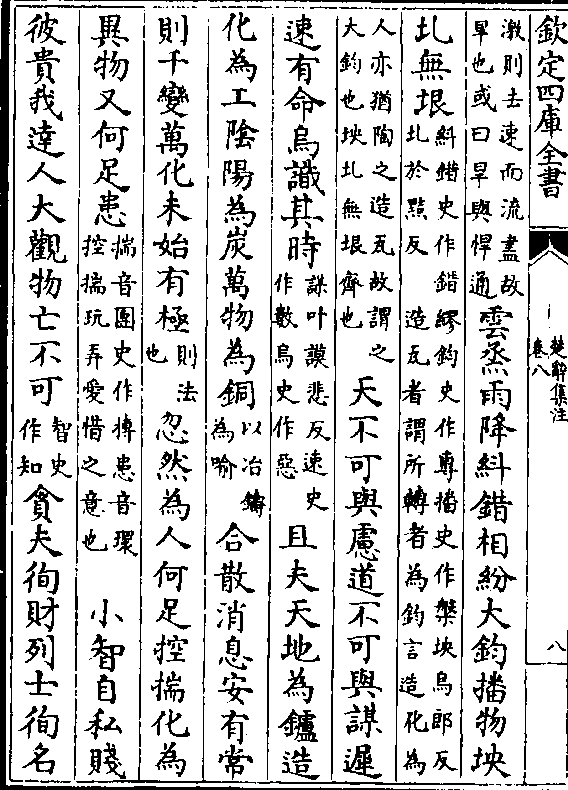 欽定四庫全書
楚辭集注
卷八
八
激則去速而流盡故
旱也或曰旱與悍通
雲烝雨降糾錯相紛大鈞播物坱
圠無垠
糾錯史作錯繆鈞史作專播史作槃坱烏郎反
圠於㸃反 造瓦者謂所轉者為鈞言造化為
人亦猶陶之造瓦故謂之
大鈞也坱圠無垠齊也
天不可與慮道不可與謀遲
速有命烏識其時
謀叶謨悲反速史
作數烏史作惡
且夫天地為鑪造
化為工陰陽為炭萬物為銅
以冶鑄
為喻
合散消息安有常
則千變萬化未始有極
則法
也
忽然為人何足控揣化為
異物又何足患
揣音團史作摶患音環
控揣玩弄愛惜之意也
小智自私賤
彼貴我達人大觀物亡不可
智史
作知
貪夫徇財列士徇名